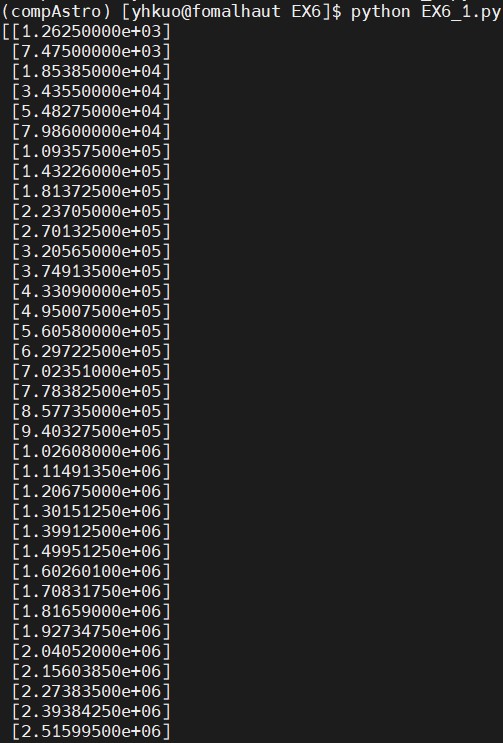 (compAstro) [yhkuo@fomalhaut EX6]$ python EX6_1.py
[[1.26250000e+03]
[7.47500000e+03]
[1.85385000e+04]
[3.43550000e+04]
[5.48275000e+04]
[7.98600000e+04]
[1.09357500e+05]
[1.43226000e+05]
[1.81372500e+05]
[2.23705000e+05]
[2.70132500e+05]
[3.20565000e+05]
[3.74913500e+05]
[4.33090000e+05]
[4.95007500e+05]
[5.60580000e+05]
[6.29722500e+05]
[7.02351000e+05]
[7.78382500e+05]
[8.57735000e+05]
[9.40327500e+05]
[1.02608000e+06]
[1.11491350e+06]
[1.20675000e+06]
[1.30151250e+06]
[1.39912500e+06]
[1.49951250e+06]
[1.60260100e+06]
[1.70831750e+06]
[1.81659000e+06]
[1.92734750e+06]
[2.04052000e+06]
[2.15603850e+06]
[2.27383500e+06]
[2.39384250e+06]
[2.51599500e+06]